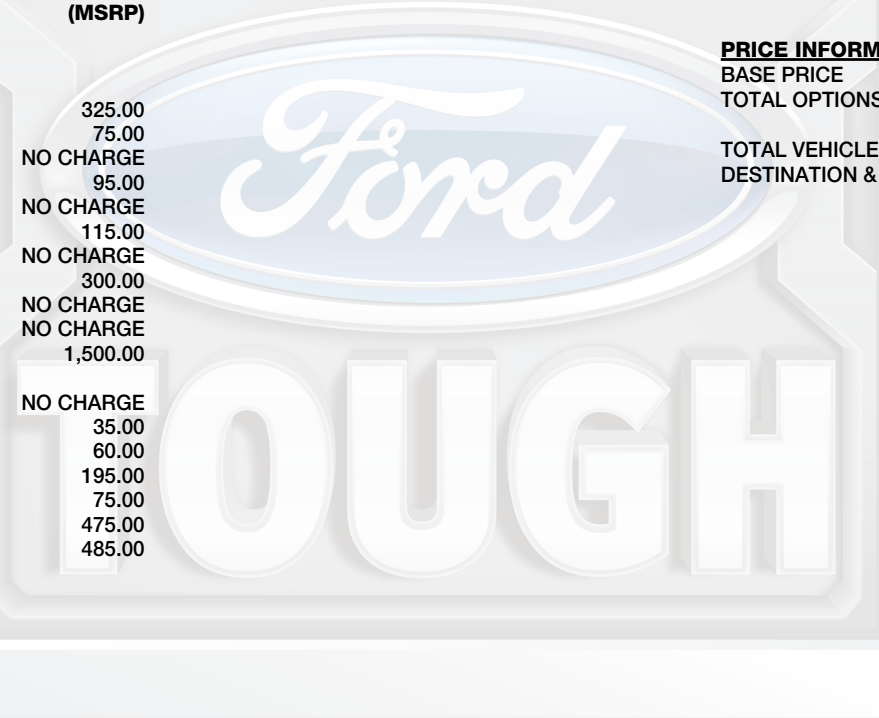 (MSRP)
325.00
75.00
NO CHARGE
95.00
NO CHARGE
115.00
NO CHARGE
300.00
NO CHARGE
NO CHARGE
1,500.00
NO CHARGE
35.00
60.00
195.00
75.00
475.00
485.00
PRICE INFORM
BASE PRICE
TOTAL OPTIONS
TOTAL VEHICLE
DESTINATION &
Ford
TOUGH